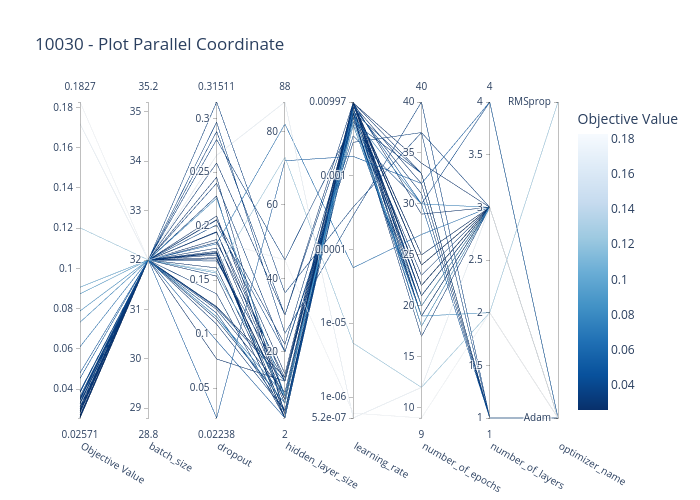 10030 - Plot Parallel Coordinate
0.1827 35.2 0.31511 88 0.00997 40 4 RMSprop
Objective Value
0.18 0.16 0.14 0.12 0.1 0.08 0.06 0.04
35 34 33 32 31 30 29
0.3 0.25 0.2 0.15 0.1 0.05
80 60 40 20
0.001 0.0001 1e-05 1e-06 5.2e-07
40 35 30 25 20 15 10
4 3.5 3 2.5 2 1.5 1
Adam
0.18
0.16
0.14
0.12
0.1
0.08
0.06
0.04
0.02571 28.8 0.02238 2 9 1
Objective Value
batch_size
dropout
hidden_layer_size
learning_rate
number_of_epochs
number_of_layers
optimizer_name